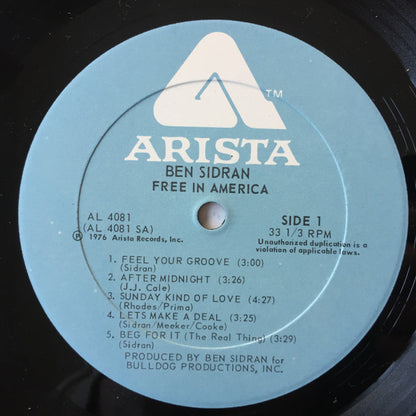 TM
ARISTA
BEN SIDRAN
FREE IN AMERICA
AL 4081
(AL 4081 SA)
Ⓟ 1976 Arista Records, Inc.
SIDE 1
33 1/3 RPM
Unauthorized duplication is a
violation of applicable laws.
1. FEEL YOUR GROOVE (3:00)
(Sidran)
2. AFTER MIDNIGHT (3:26)
(J.J. Cale)
3. SUNDAY KIND OF LOVE (4:27)
(Rhodes/Prima)
4. LETS MAKE A DEAL (3:25)
(Sidran/Meeker/Cooke)
5. BEG FOR IT (The Real Thing) (3:29)
(Sidran)
PRODUCED BY BEN SIDRAN for
BULLDOG PRODUCTIONS, INC.